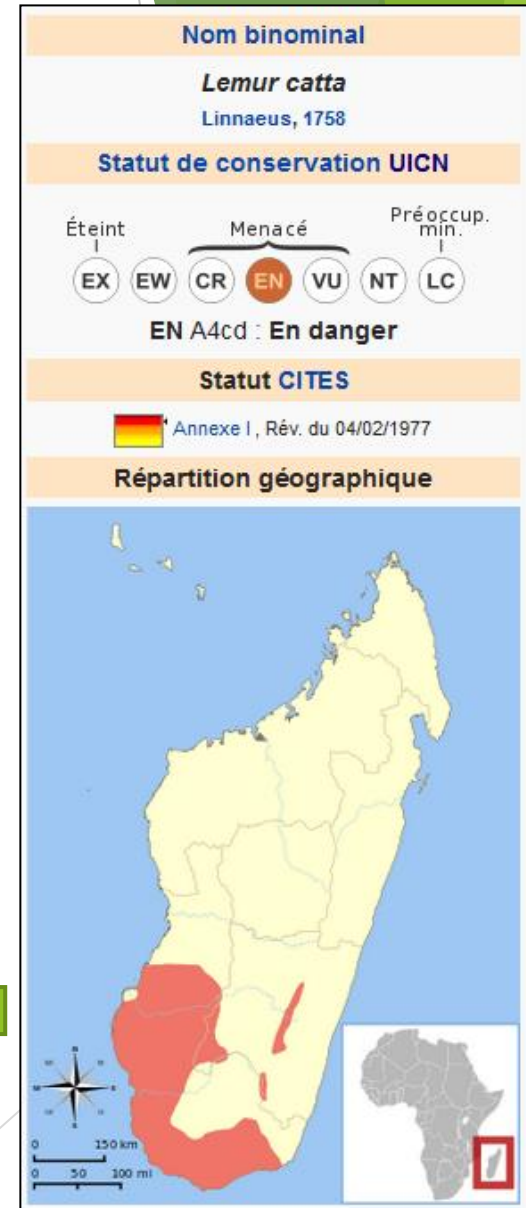 Nom binominal
Lemur catta
Linnaeus, 1758
Statut de conservation UICN
Éteint Menacé Préoccup. min.
EX EW CR EN VU NT LC
EN A4cd : En danger
Statut CITES
Annexe I , Rév. du 04/02/1977
Répartition géographique
0 150 km
0 50 100 mi